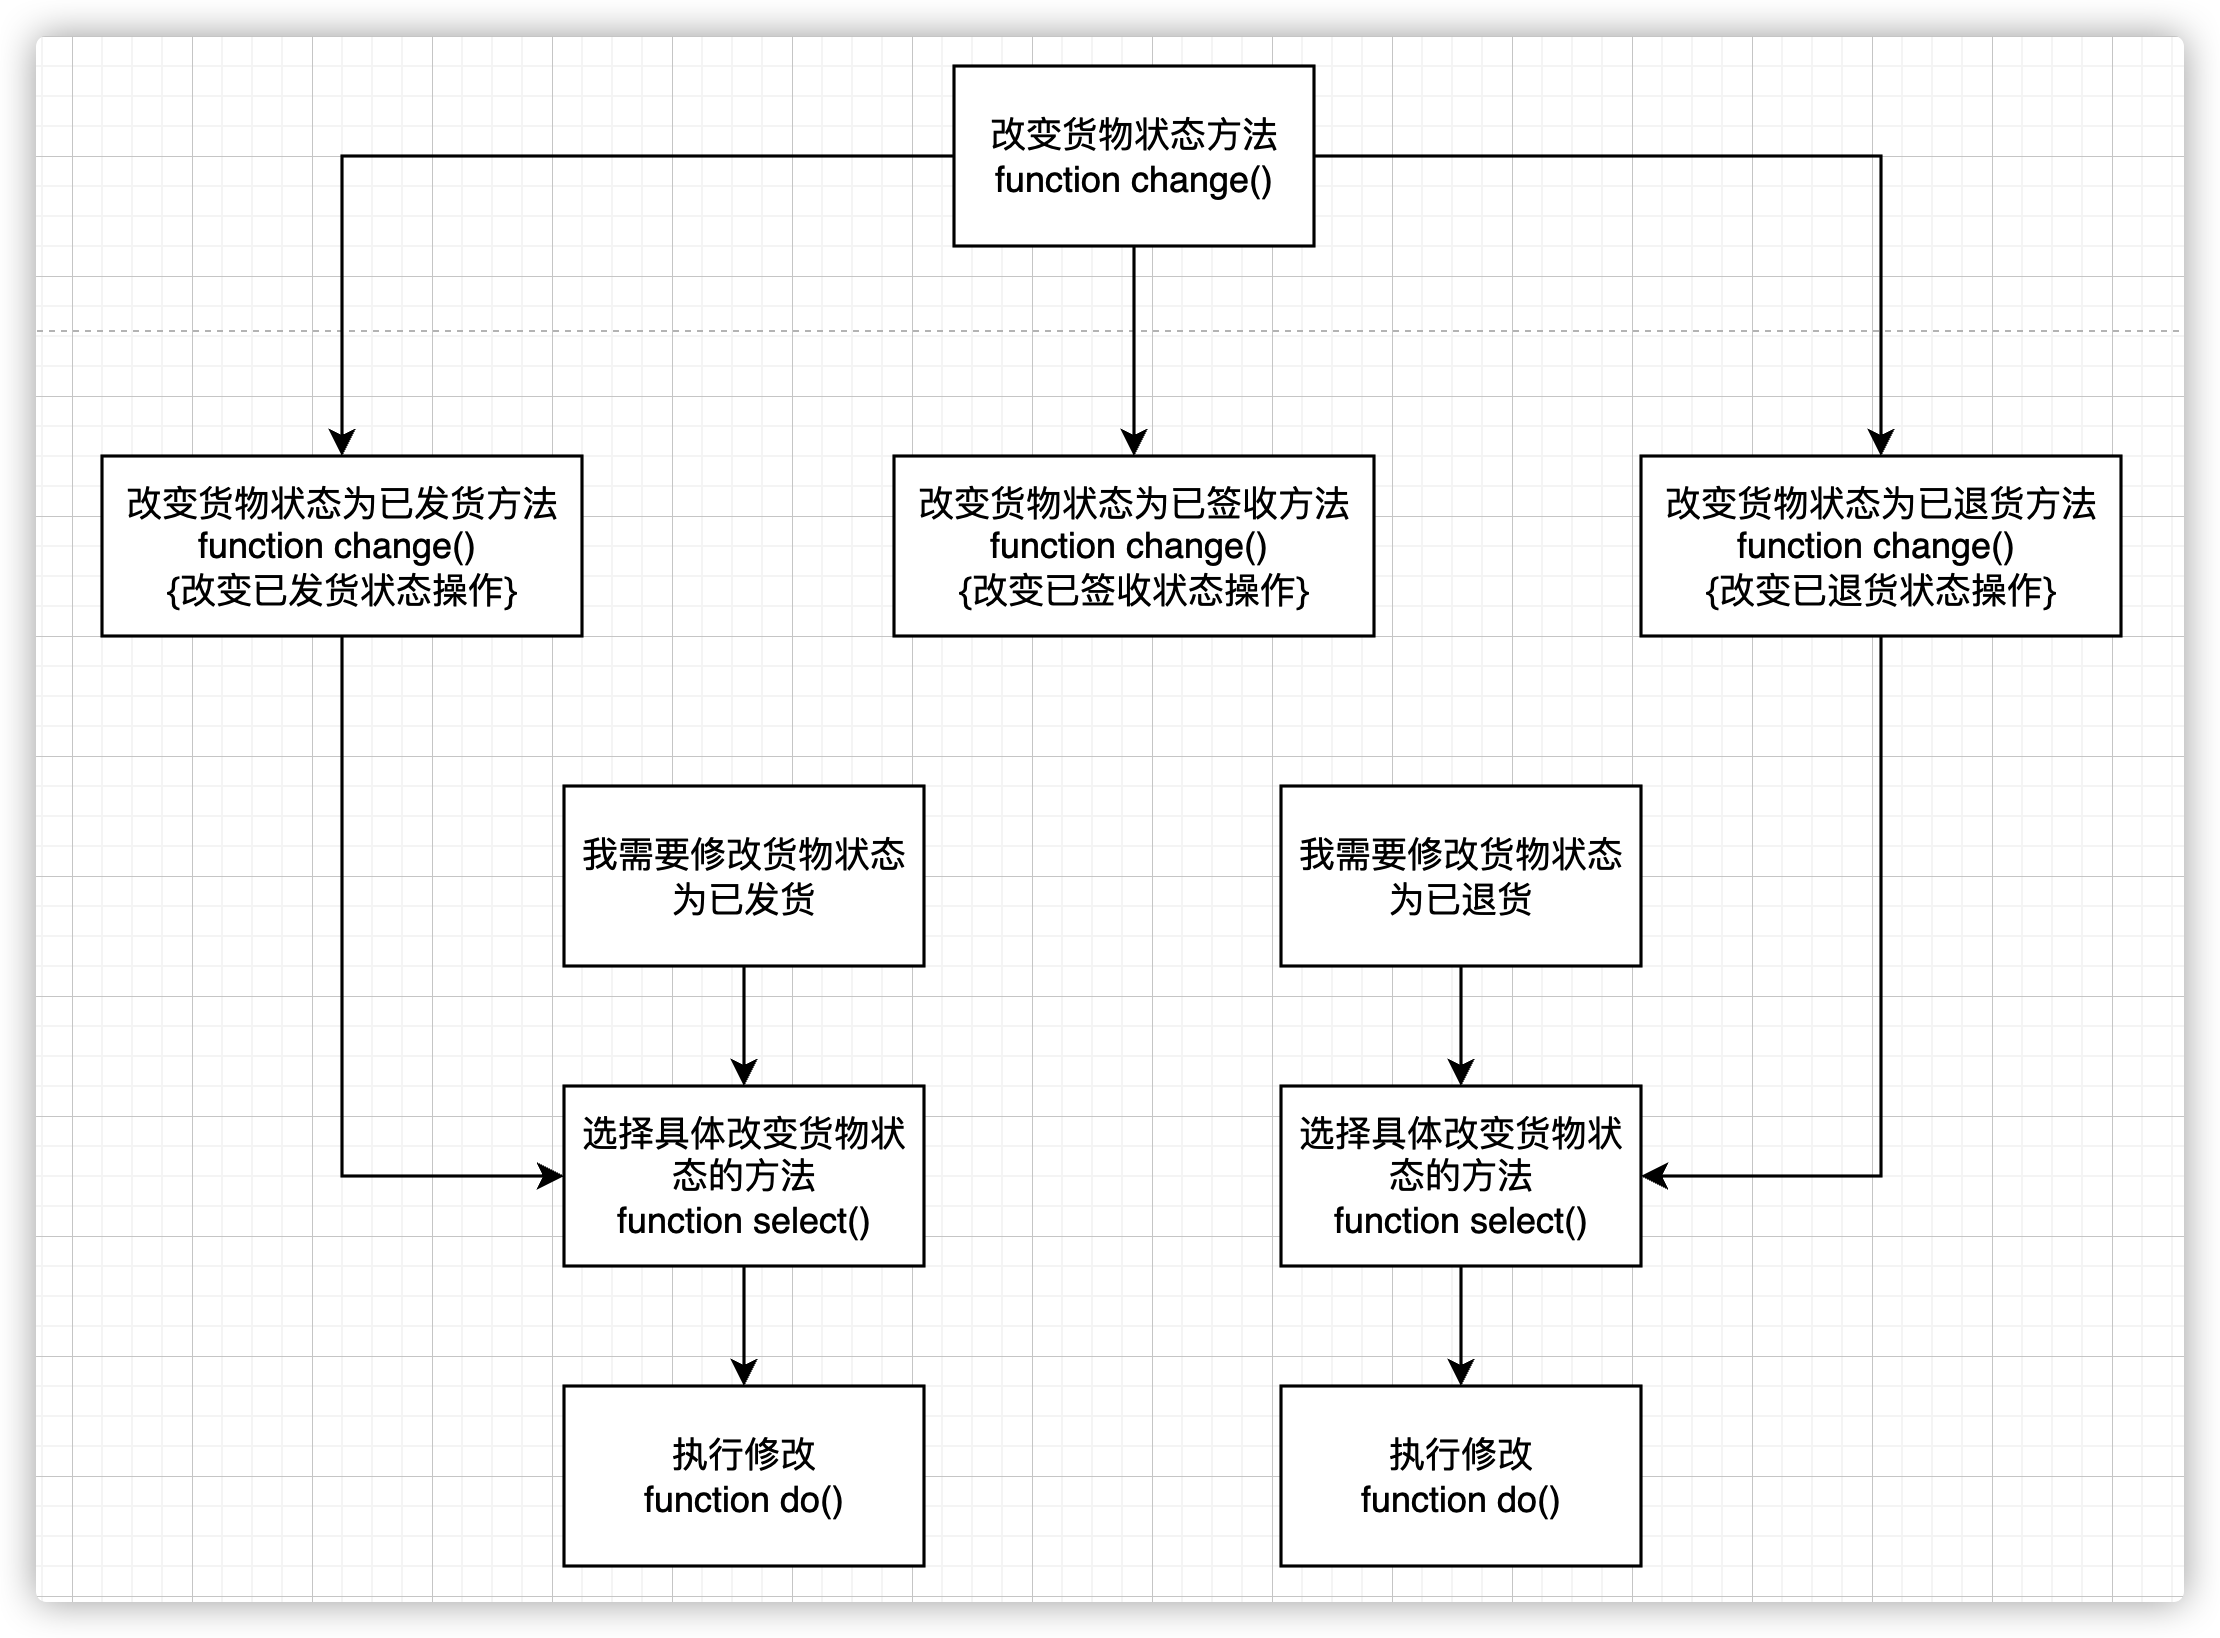 改变货物状态方法
function change()
改变货物状态为已发货方法
function change()
{改变已发货状态操作}
改变货物状态为已签收方法
function change()
{改变已签收状态操作}
改变货物状态为已退货方法
function change()
{改变已退货状态操作}
我需要修改货物状态
为已发货
我需要修改货物状态
为已退货
选择具体改变货物状
态的方法
function select()
选择具体改变货物状
态的方法
function select()
执行修改
function do()
执行修改
function do()